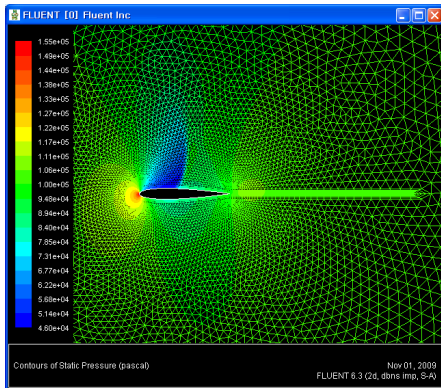 FLUENT [0] Fluent Inc
1.55e+05
1.49e+05
1.44e+05
1.38e+05
1.33e+05
1.27e+05
1.22e+05
1.17e+05
1.11e+05
1.06e+05
1.00e+05
9.48e+04
8.94e+04
8.40e+04
7.85e+04
7.31e+04
6.77e+04
6.22e+04
5.68e+04
5.14e+04
4.60e+04
Contours of Static Pressure (pascal)
Nov 01, 2009
FLUENT 6.3 (2d, dbns imp, S-A)